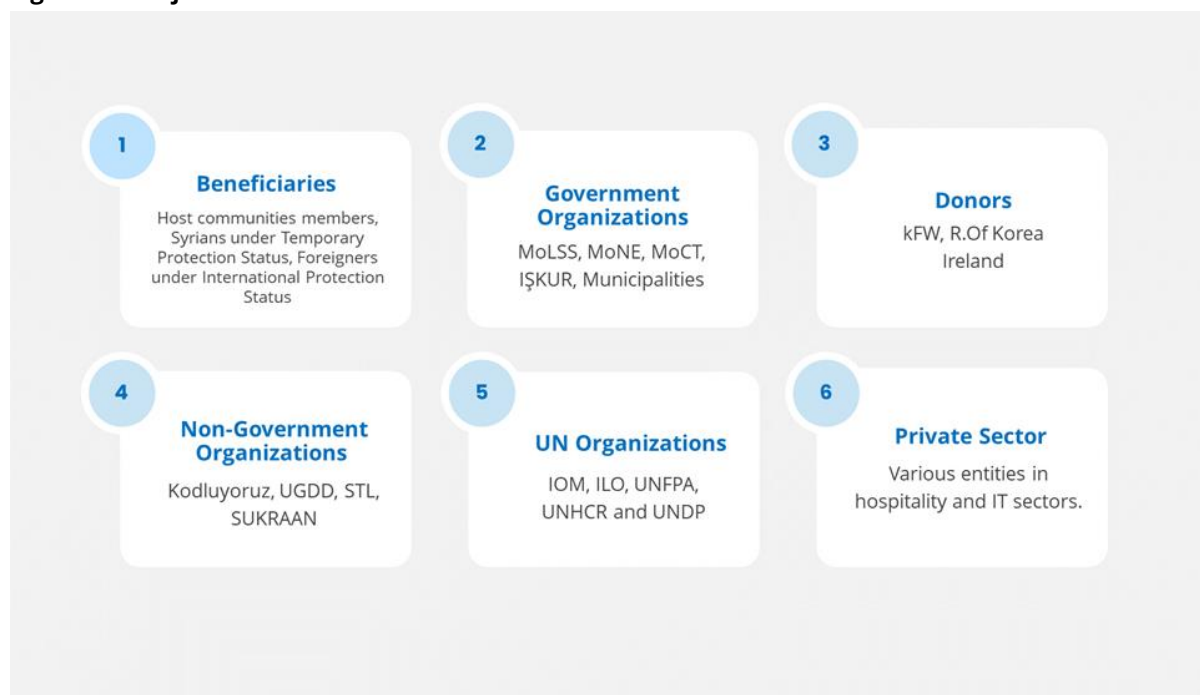 1
Beneficiaries
Host communities members,
Syrians under Temporary
Protection Status, Foreigners
under International Protection
Status
2
Government
Organizations
MoLSS, MoNE, MoCT,
IŞKUR, Municipalities
3
Donors
kFW, R.Of Korea
Ireland
4
Non-Government
Organizations
Kodluyoruz, UGDD, STL,
SUKRAAN
5
UN Organizations
IOM, ILO, UNFPA,
UNHCR and UNDP
6
Private Sector
Various entities in
hospitality and IT sectors.